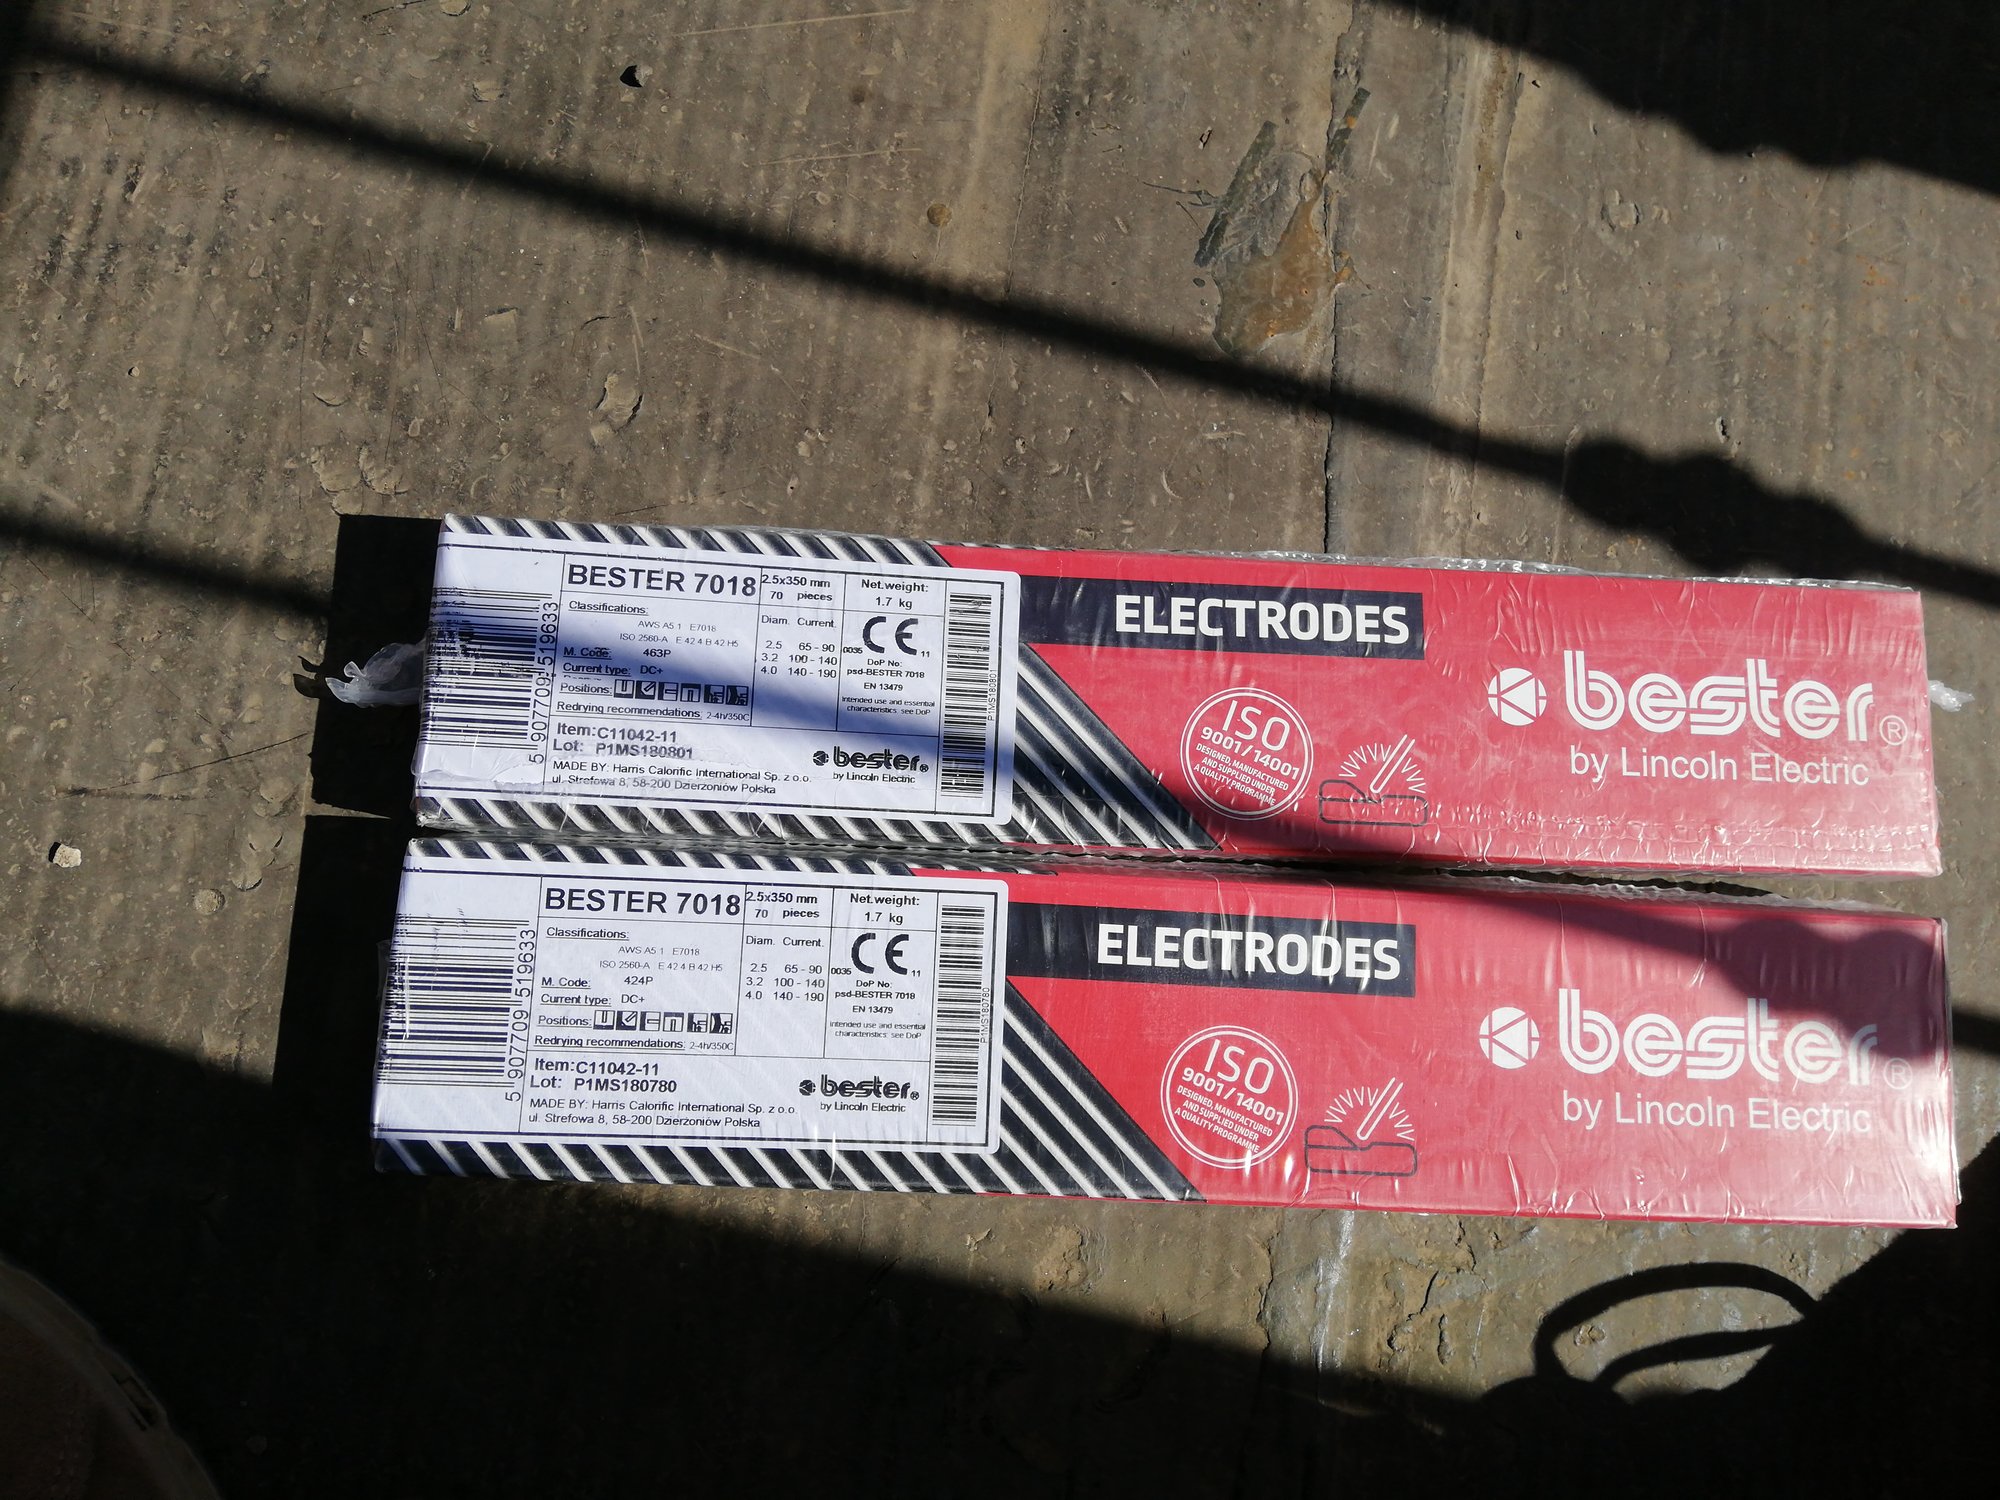 BESTER 7018
2.5x350 mm
70 pieces
Net.weight:
1.7 kg
Classifications:
AWS A5.1 E7018
ISO 2560-A E 42 4 B 42 H5
M. Code: 463P
Current type: DC+
Positions:
Redrying recommendations: 2-4h/350C
Diam. Current.
2.5 65 - 90
3.2 100 - 140
4.0 140 - 190
CE
0035
11
DoP No:
psd-BESTER 7018
EN 13479
intended use and essential
characteristics: see DoP
Item:C11042-11
Lot: P1MS180801
MADE BY: Harris Calorific International Sp. z o.o.
ul. Strefowa 8, 58-200 Dzierżoniów Polska
bester®
by Lincoln Electric
5 907709 519633
P1MS180801
ELECTRODES
ISO
9001/14001
DESIGNED, MANUFACTURED
AND SUPPLIED UNDER
A QUALITY PROGRAMME
bester®
by Lincoln Electric
BESTER 7018
2.5x350 mm
70 pieces
Net.weight:
1.7 kg
Classifications:
AWS A5.1 E7018
ISO 2560-A E 42 4 B 42 H5
M. Code: 424P
Current type: DC+
Positions:
Redrying recommendations: 2-4h/350C
Diam. Current.
2.5 65 - 90
3.2 100 - 140
4.0 140 - 190
CE
0035
11
DoP No:
psd-BESTER 7018
EN 13479
intended use and essential
characteristics: see DoP
Item:C11042-11
Lot: P1MS180780
MADE BY: Harris Calorific International Sp. z o.o.
ul. Strefowa 8, 58-200 Dzierżoniów Polska
bester®
by Lincoln Electric
5 907709 519633
P1MS180780
ELECTRODES
ISO
9001/14001
DESIGNED, MANUFACTURED
AND SUPPLIED UNDER
A QUALITY PROGRAMME
bester®
by Lincoln Electric